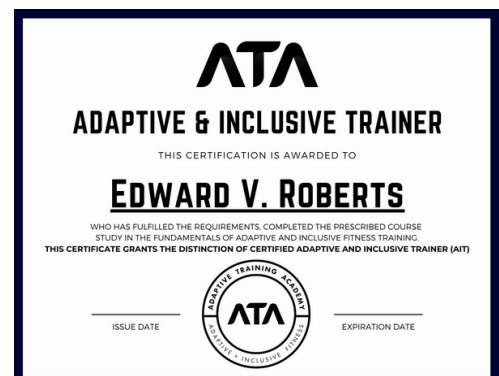 ATA
ADAPTIVE & INCLUSIVE TRAINER
THIS CERTIFICATION IS AWARDED TO
EDWARD V. ROBERTS
WHO HAS FULFILLED THE REQUIREMENTS, COMPLETED THE PRESCRIBED COURSE
STUDY IN THE FUNDAMENTALS OF ADAPTIVE AND INCLUSIVE FITNESS TRAINING.
THIS CERTIFICATE GRANTS THE DISTINCTION OF CERTIFIED ADAPTIVE AND INCLUSIVE TRAINER (AIT)
ADAPTIVE TRAINING ACADEMY
ATA
ADAPTIVE • INCLUSIVE FITNESS
ISSUE DATE
EXPIRATION DATE